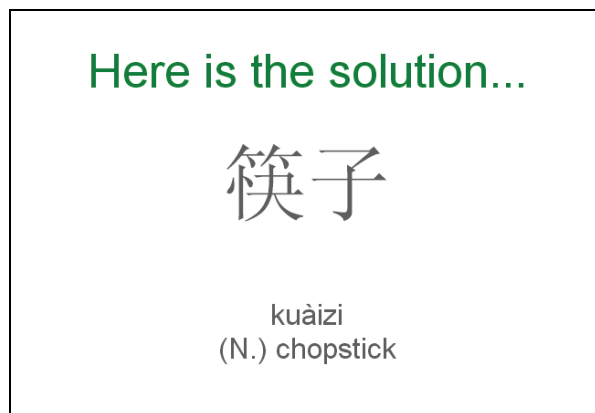 Here is the solution...
筷子
kuàizi
(N.) chopstick